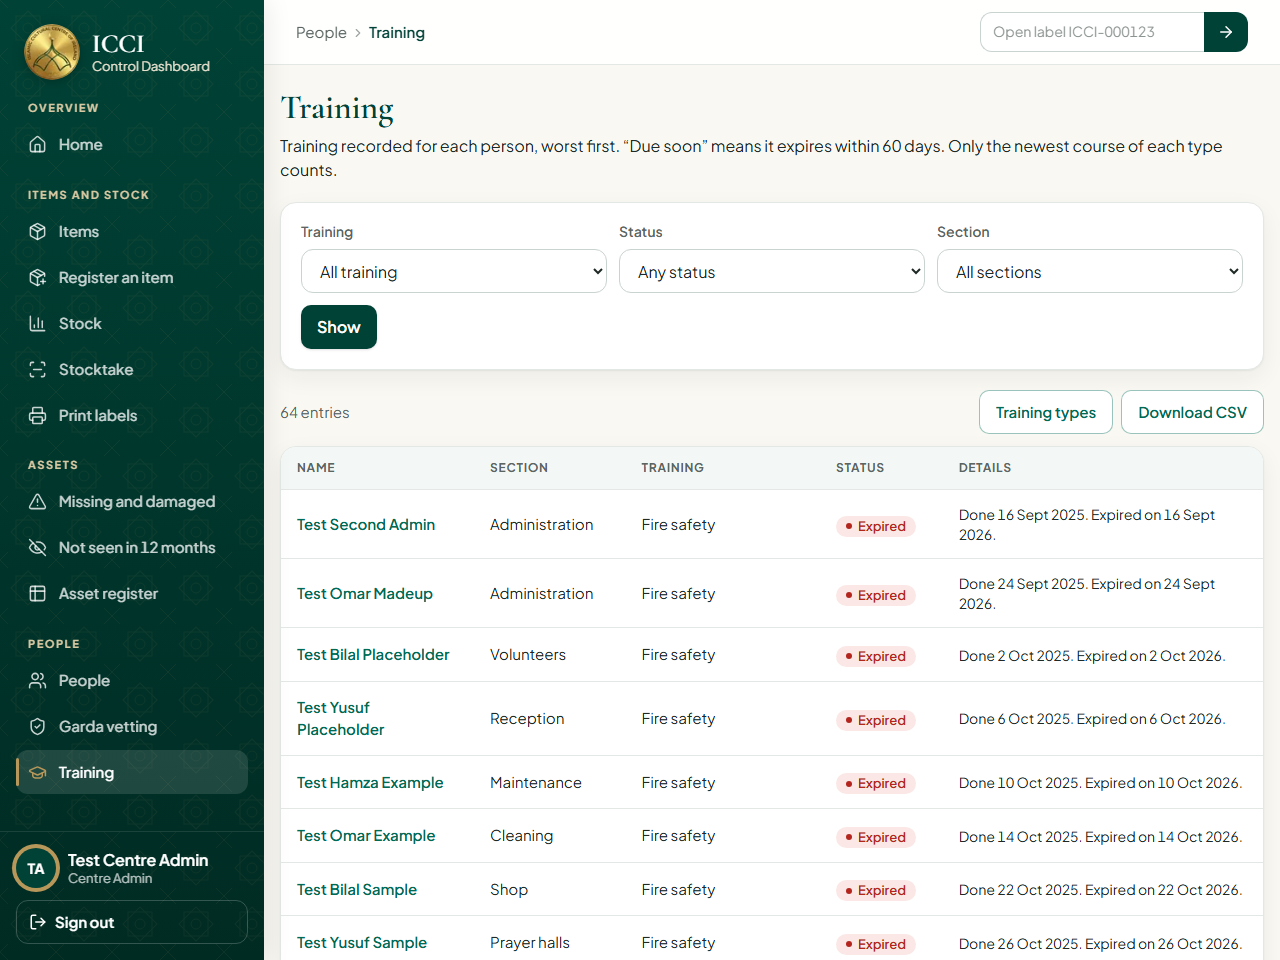 ICCI
Control Dashboard
OVERVIEW
Home
ITEMS AND STOCK
Items
Register an item
Stock
Stocktake
Print labels
ASSETS
Missing and damaged
Not seen in 12 months
Asset register
PEOPLE
People
Garda vetting
Training
TA
Test Centre Admin
Centre Admin
Sign out
People › Training
Open label ICCI-000123
Training
Training recorded for each person, worst first. “Due soon” means it expires within 60 days. Only the newest course of each type
counts.
Training Status Section
All training Any status All sections
Show
64 entries Training types Download CSV
NAME SECTION TRAINING STATUS DETAILS
Test Second Admin Administration Fire safety Expired Done 16 Sept 2025. Expired on 16 Sept
2026.
Test Omar Madeup Administration Fire safety Expired Done 24 Sept 2025. Expired on 24 Sept
2026.
Test Bilal Placeholder Volunteers Fire safety Expired Done 2 Oct 2025. Expired on 2 Oct 2026.
Test Yusuf
Placeholder Reception Fire safety Expired Done 6 Oct 2025. Expired on 6 Oct 2026.
Test Hamza Example Maintenance Fire safety Expired Done 10 Oct 2025. Expired on 10 Oct 2026.
Test Omar Example Cleaning Fire safety Expired Done 14 Oct 2025. Expired on 14 Oct 2026.
Test Bilal Sample Shop Fire safety Expired Done 22 Oct 2025. Expired on 22 Oct 2026.
Test Yusuf Sample Prayer halls Fire safety Expired Done 26 Oct 2025. Expired on 26 Oct 2026.